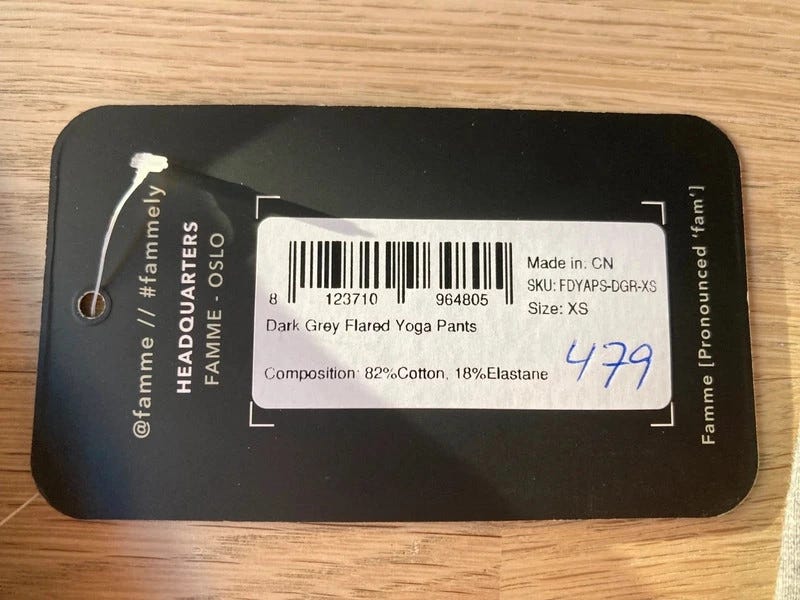 @famme // #fammely
HEADQUARTERS
FAMME - OSLO
8 123710 964805
Dark Grey Flared Yoga Pants
Composition: 82%Cotton, 18%Elastane
Made in: CN
SKU: FDYAPS-DGR-XS
Size: XS
479
Famme [Pronounced 'fam']